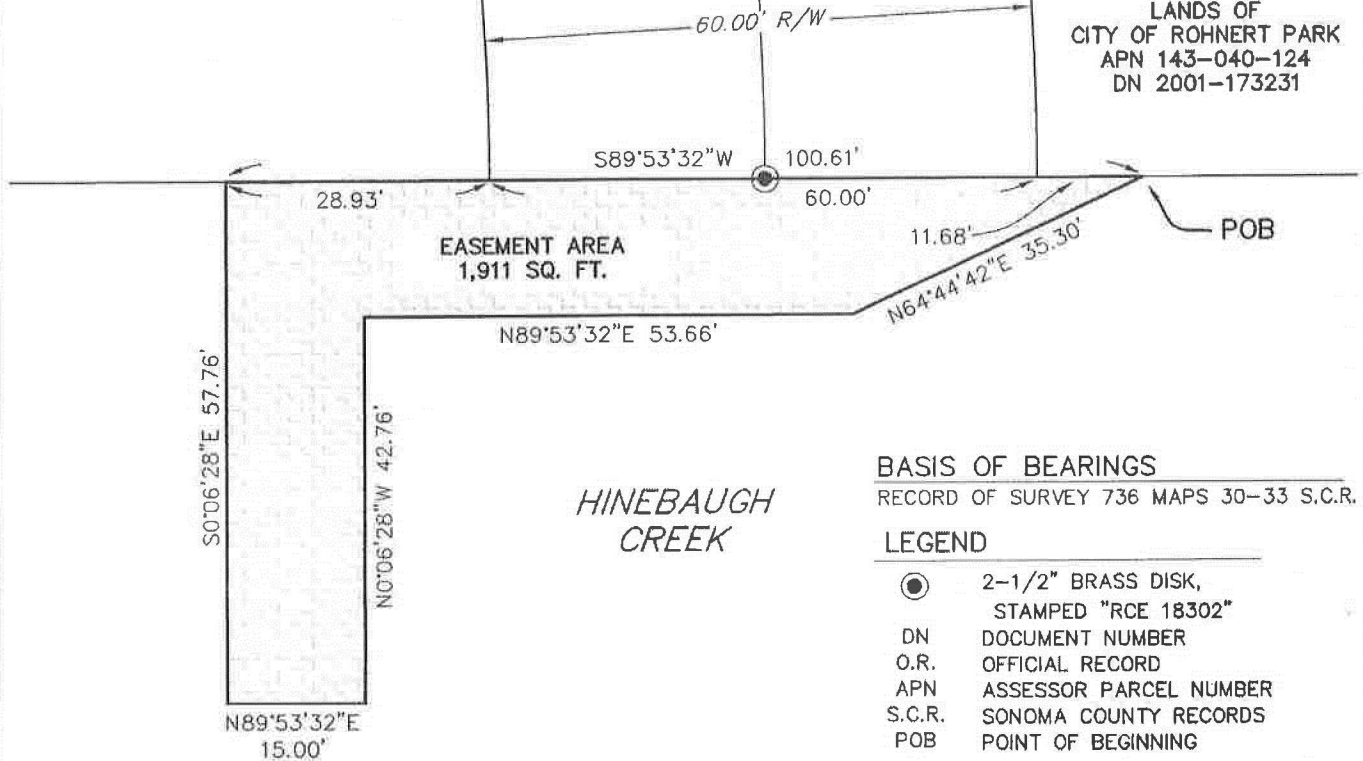 60.00' R/W
LANDS OF
CITY OF ROHNERT PARK
APN 143-040-124
DN 2001-173231
S89°53'32"W 100.61'
28.93'
60.00'
11.68'
POB
EASEMENT AREA
1,911 SQ. FT.
N64°44'42"E 35.30'
N89°53'32"E 53.66'
S0°06'28"E 57.76'
N0°06'28"W 42.76'
HINEBAUGH
CREEK
N89°53'32"E
15.00'
BASIS OF BEARINGS
RECORD OF SURVEY 736 MAPS 30-33 S.C.R.
LEGEND
2-1/2" BRASS DISK,
STAMPED "RCE 18302"
DN DOCUMENT NUMBER
O.R. OFFICIAL RECORD
APN ASSESSOR PARCEL NUMBER
S.C.R. SONOMA COUNTY RECORDS
POB POINT OF BEGINNING